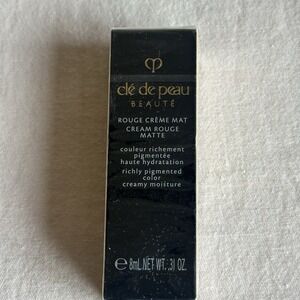 clé de peau
BEAUTÉ
ROUGE CRÈME MAT
CREAM ROUGE
MATTE
couleur richement
pigmentée
haute hydratation
richly pigmented
color
creamy moisture
℮ 8mL NET WT. .31 OZ.